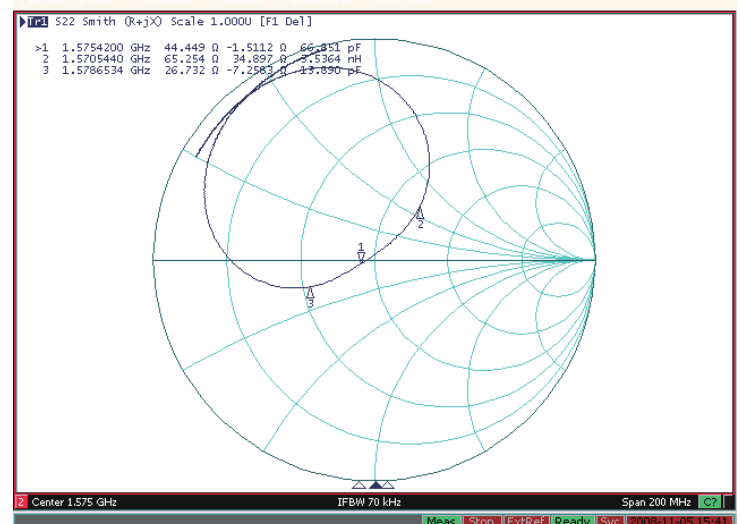 Tr1 S22 Smith (R+jX) Scale 1.000U [F1 Del]
>1 1.5754200 GHz 44.449 Ω -1.5112 Ω 66.851 pF
2 1.5705440 GHz 65.254 Ω 34.897 Ω 3.5364 nH
3 1.5786534 GHz 26.732 Ω -7.2583 Ω 13.890 pF
1
2
3
2 Center 1.575 GHz IFBW 70 kHz Span 200 MHz C?
Meas Stop ExtRef Ready Svc 2008-11-05 15:41